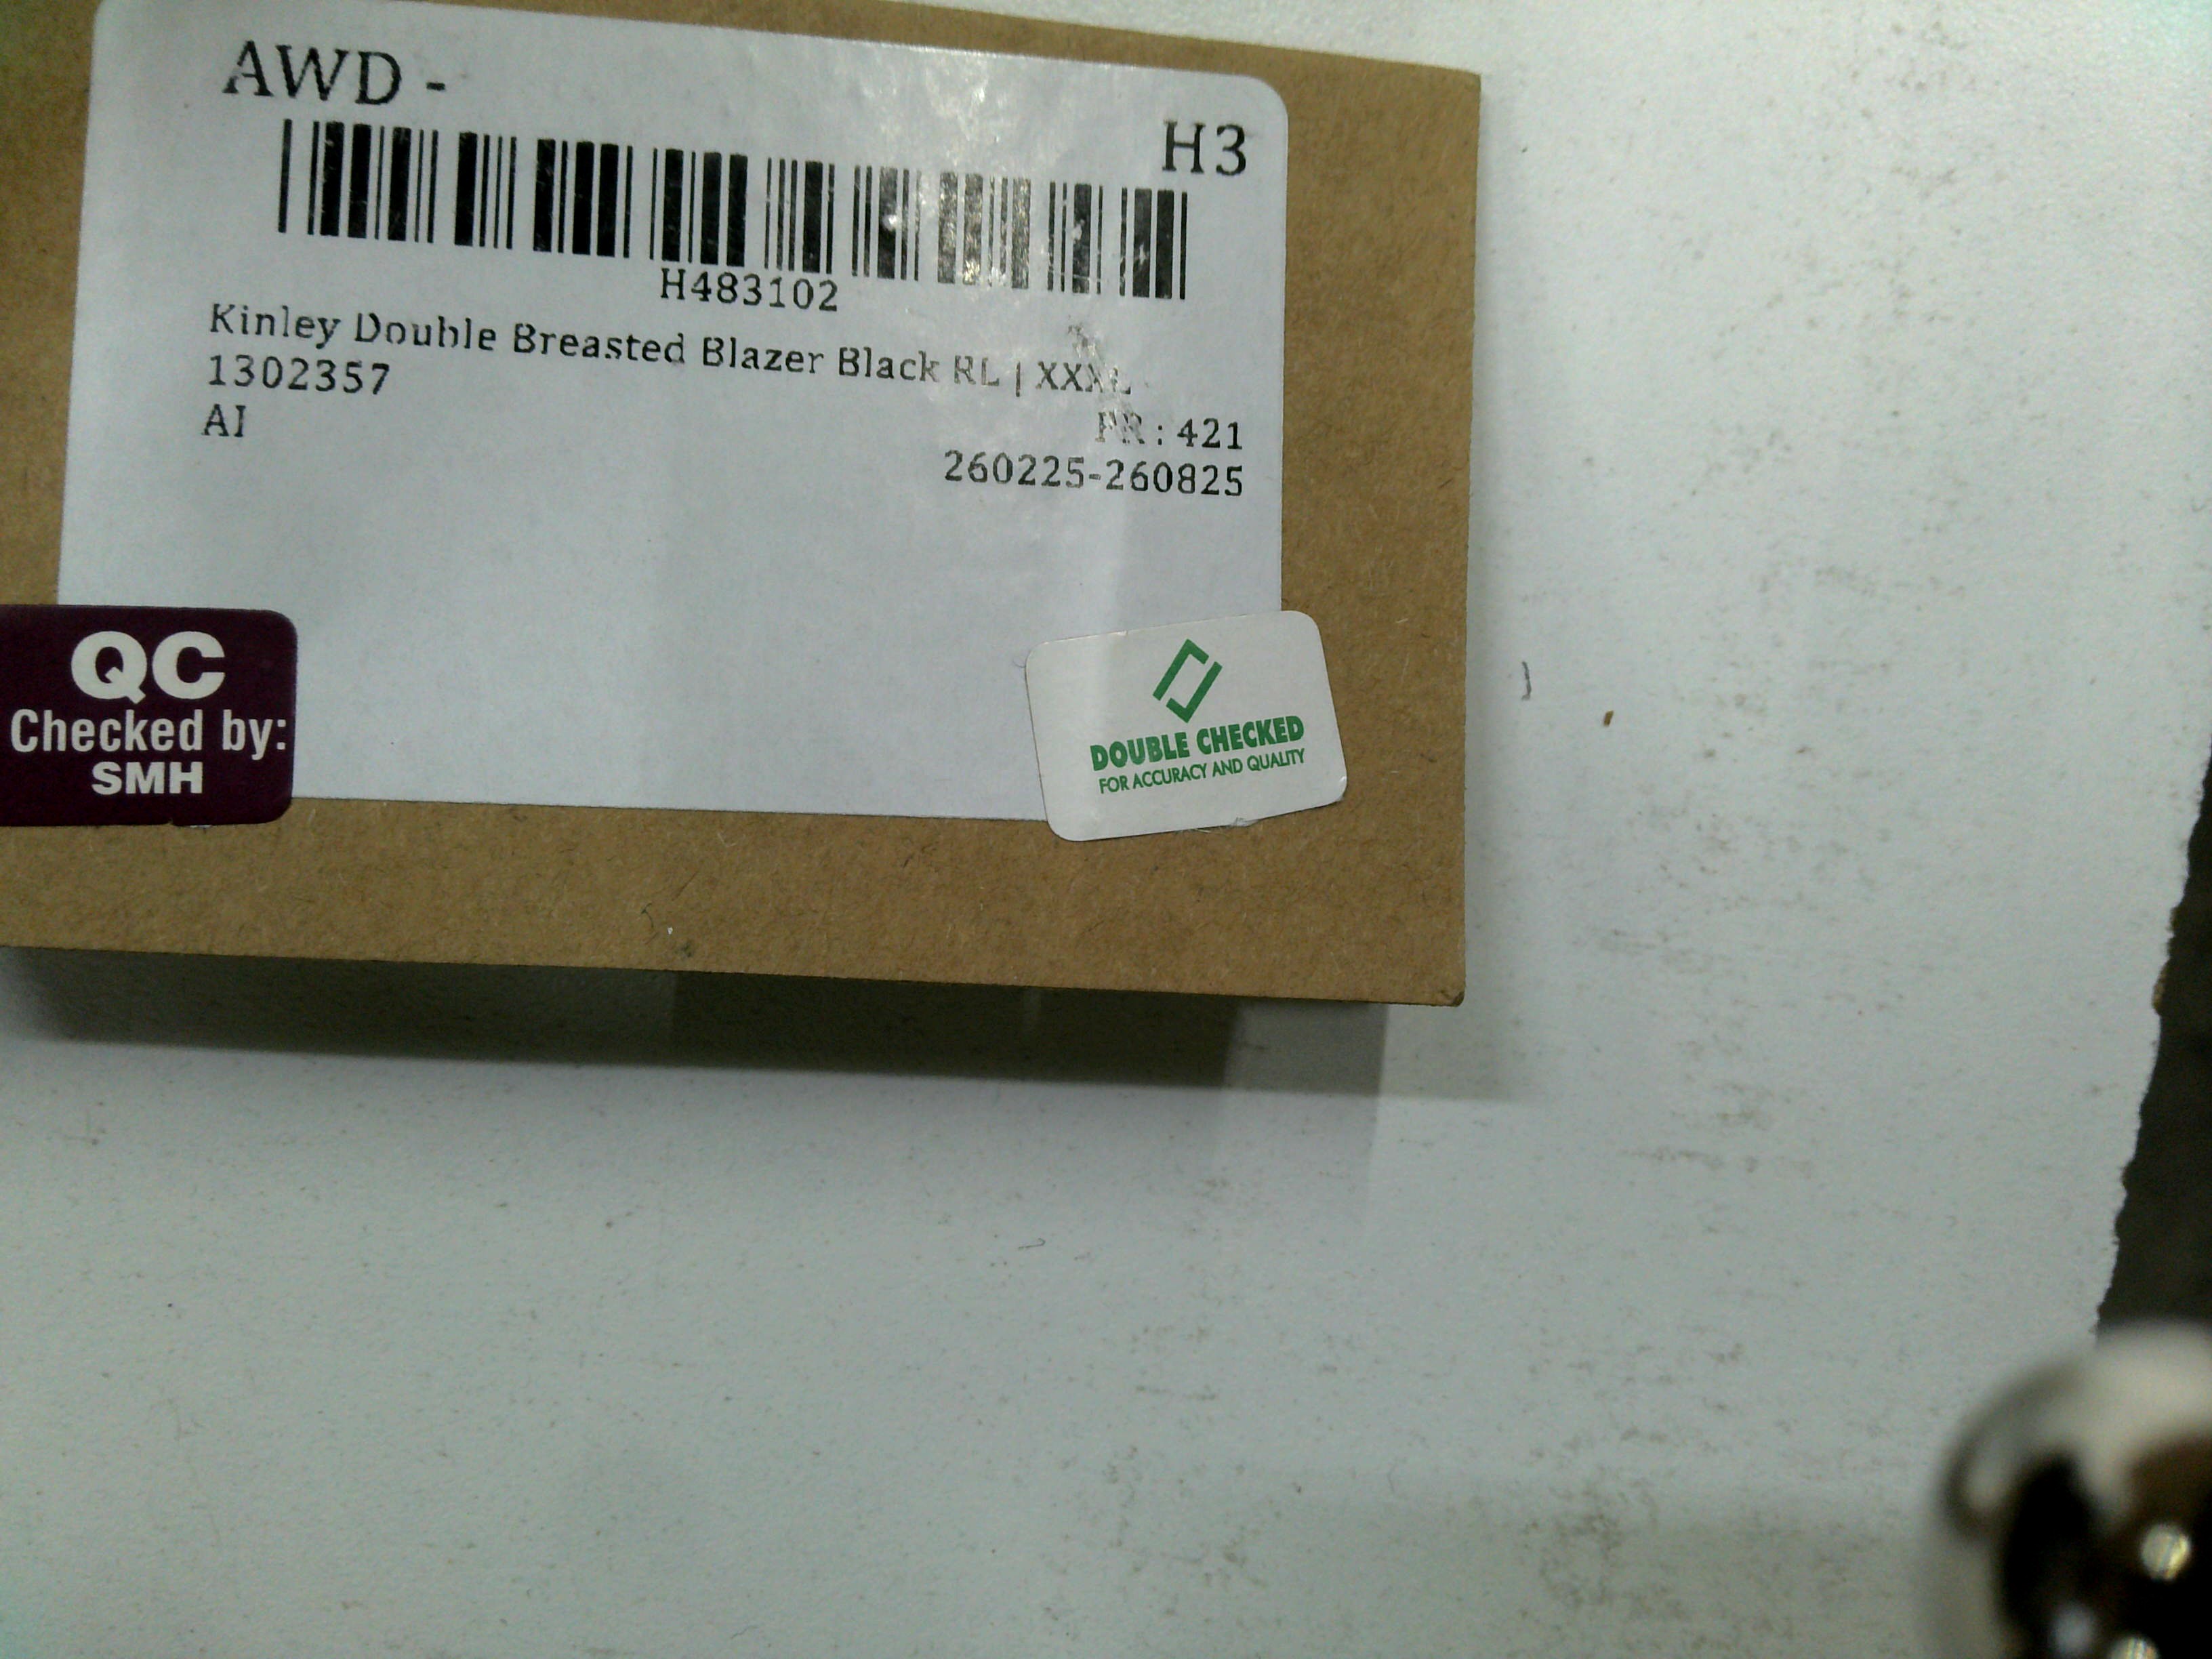 AWD -
H3
H483102
Kinley Double Breasted Blazer Black RL | XXXL
1302357
AI
PR : 421
260225-260825
QC
Checked by:
SMH
DOUBLE CHECKED
FOR ACCURACY AND QUALITY